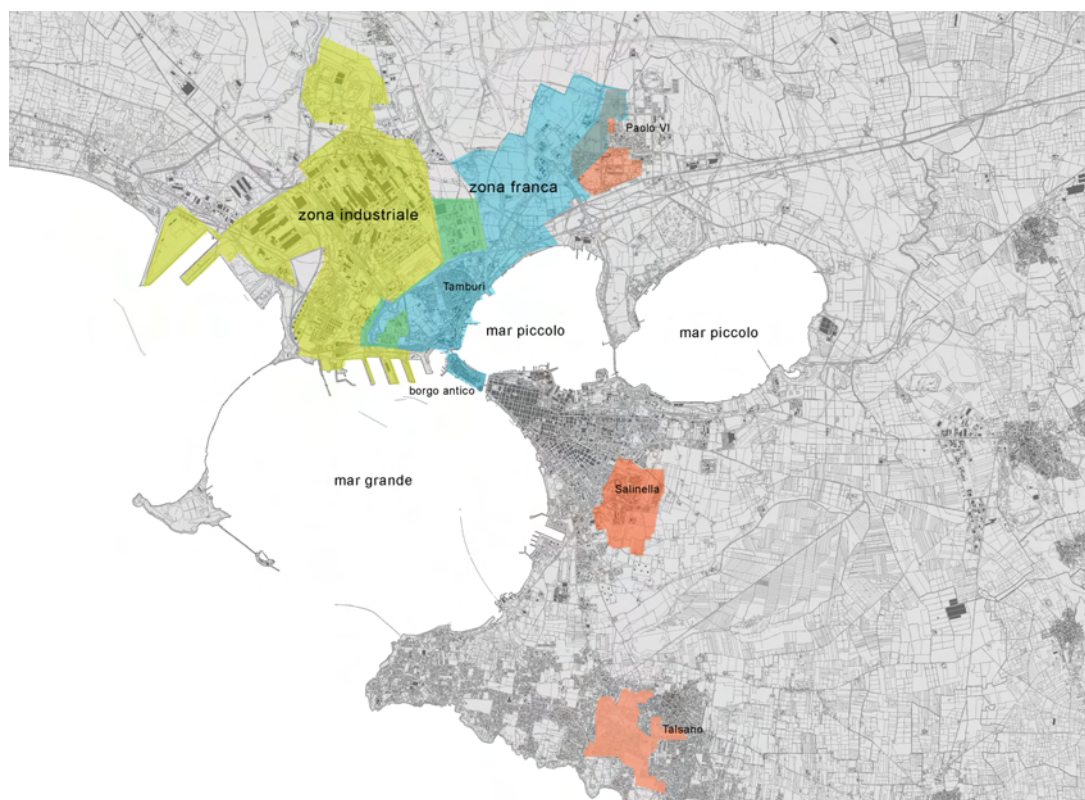 Paolo VI
zona franca
zona industriale
Tamburi
mar piccolo
mar piccolo
borgo antico
mar grande
Salinella
Talsano